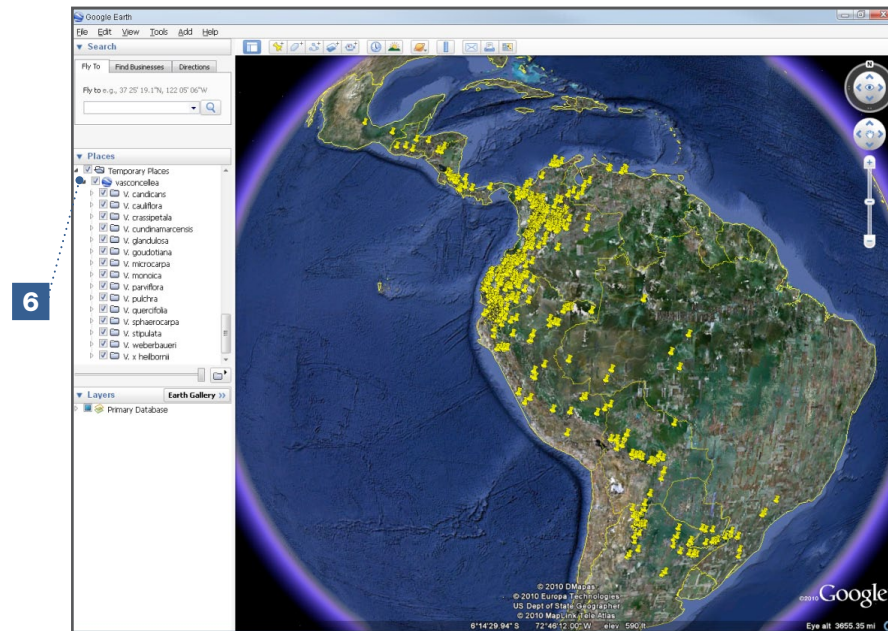 Google Earth
File Edit View Tools Add Help
Search
Fly To Find Businesses Directions
Fly to e.g., 37 25' 19.1"N, 122 05' 06"W
Places
Temporary Places
vasconcellea
V. candicans
V. cauliflora
V. crassipetala
V. cundinamarcensis
V. glandulosa
V. goudotiana
V. microcarpa
V. monoica
V. parviflora
V. pulchra
V. quercifolia
V. sphaerocarpa
V. stipulata
V. weberbaueri
V. x heilbornii
6
Layers Earth Gallery >>
Primary Database
N
© 2010 DMapas
© 2010 Europa Technologies
US Dept of State Geographer
© 2010 MapLink/Tele Atlas
©2010 Google
6°14'29.94" S 72°46'12.00" W elev 590 ft Eye alt 3655.35 mi